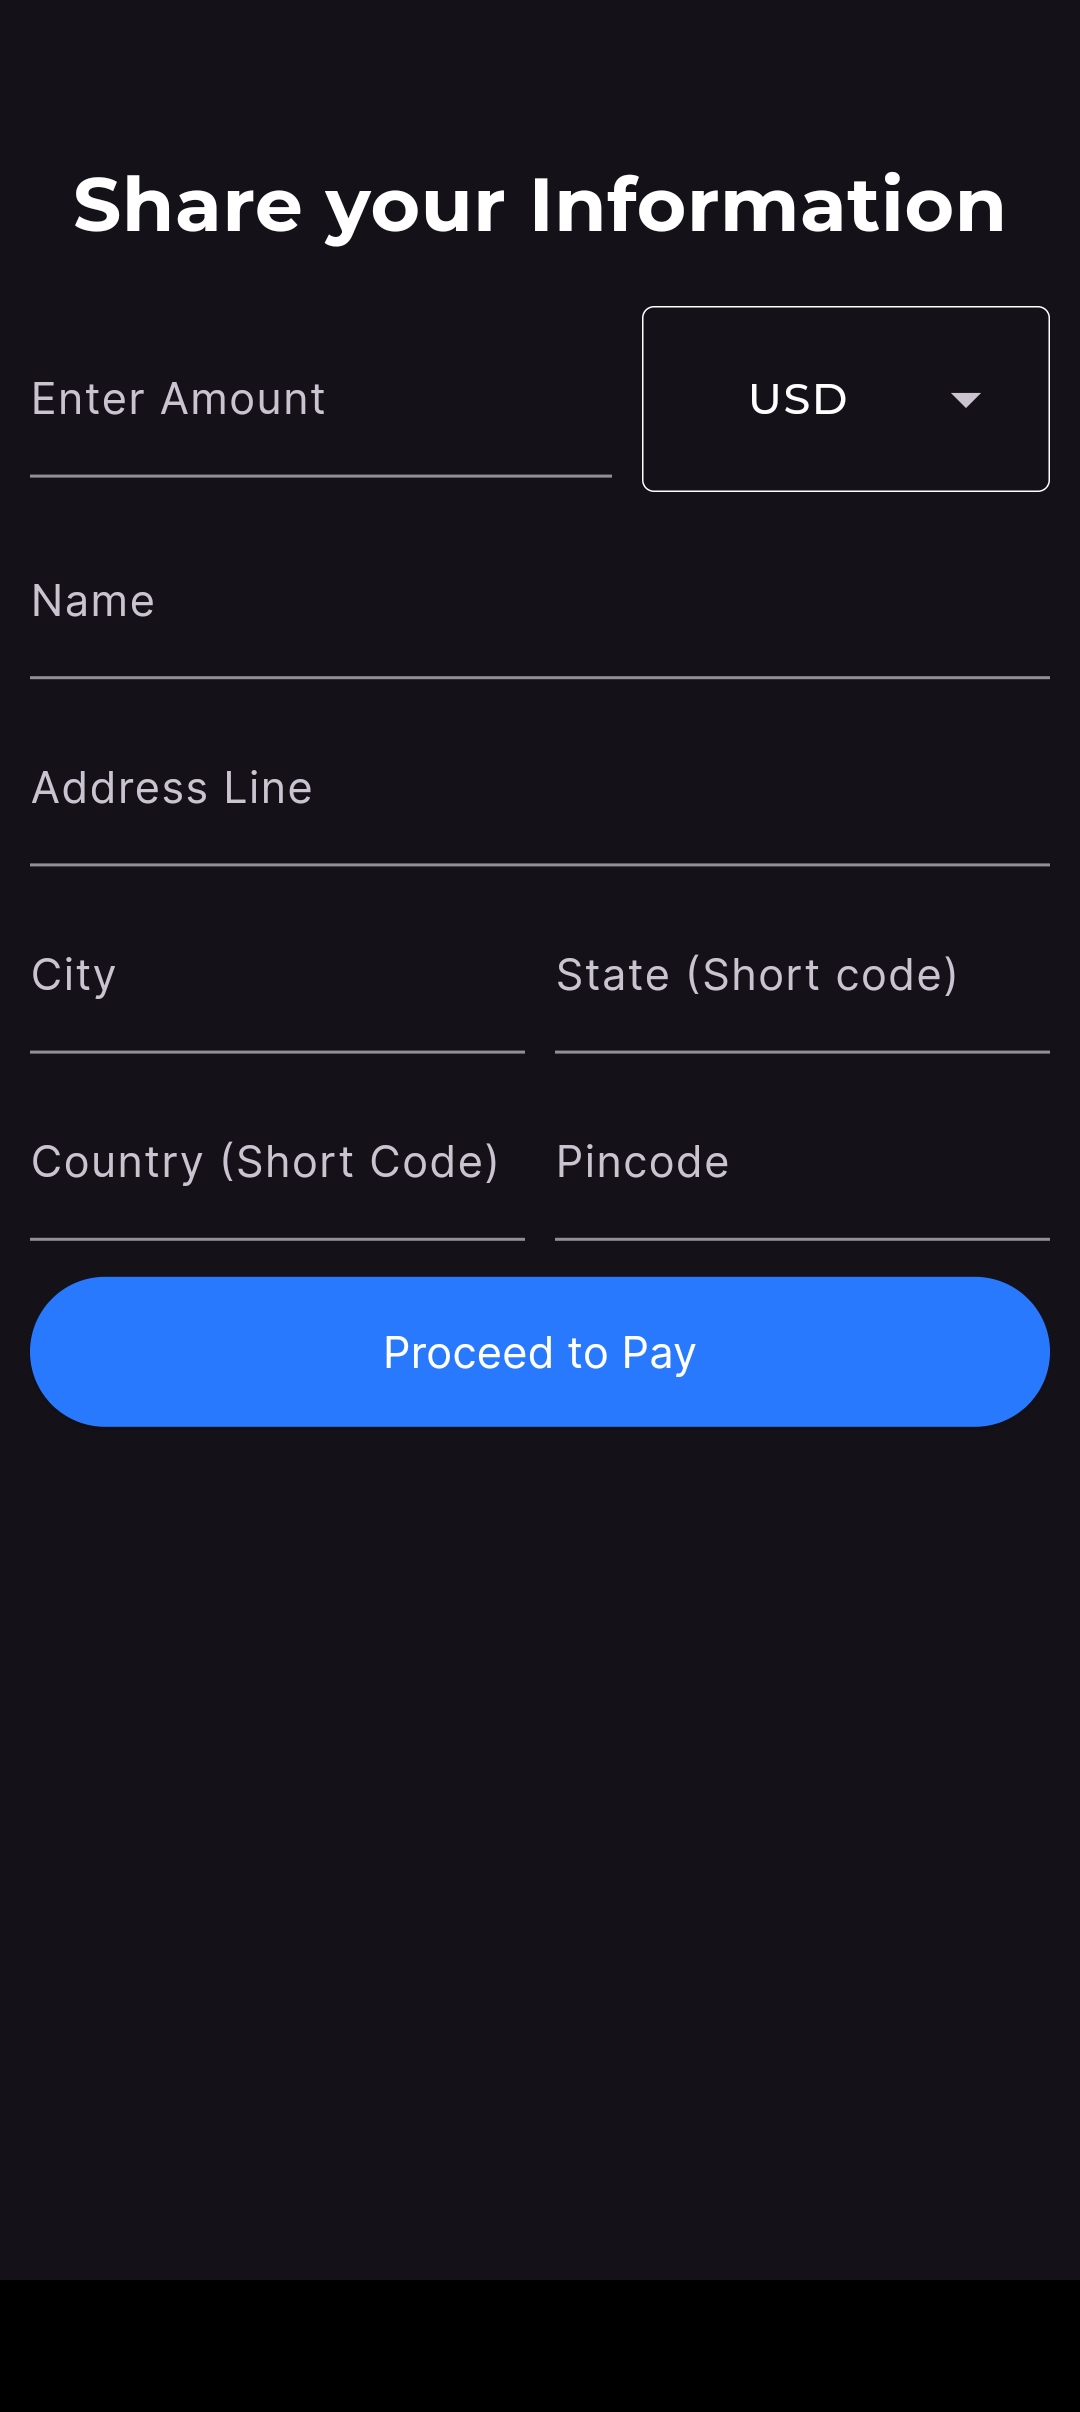 Share your Information
Enter Amount
USD
Name
Address Line
City
State (Short code)
Country (Short Code)
Pincode
Proceed to Pay